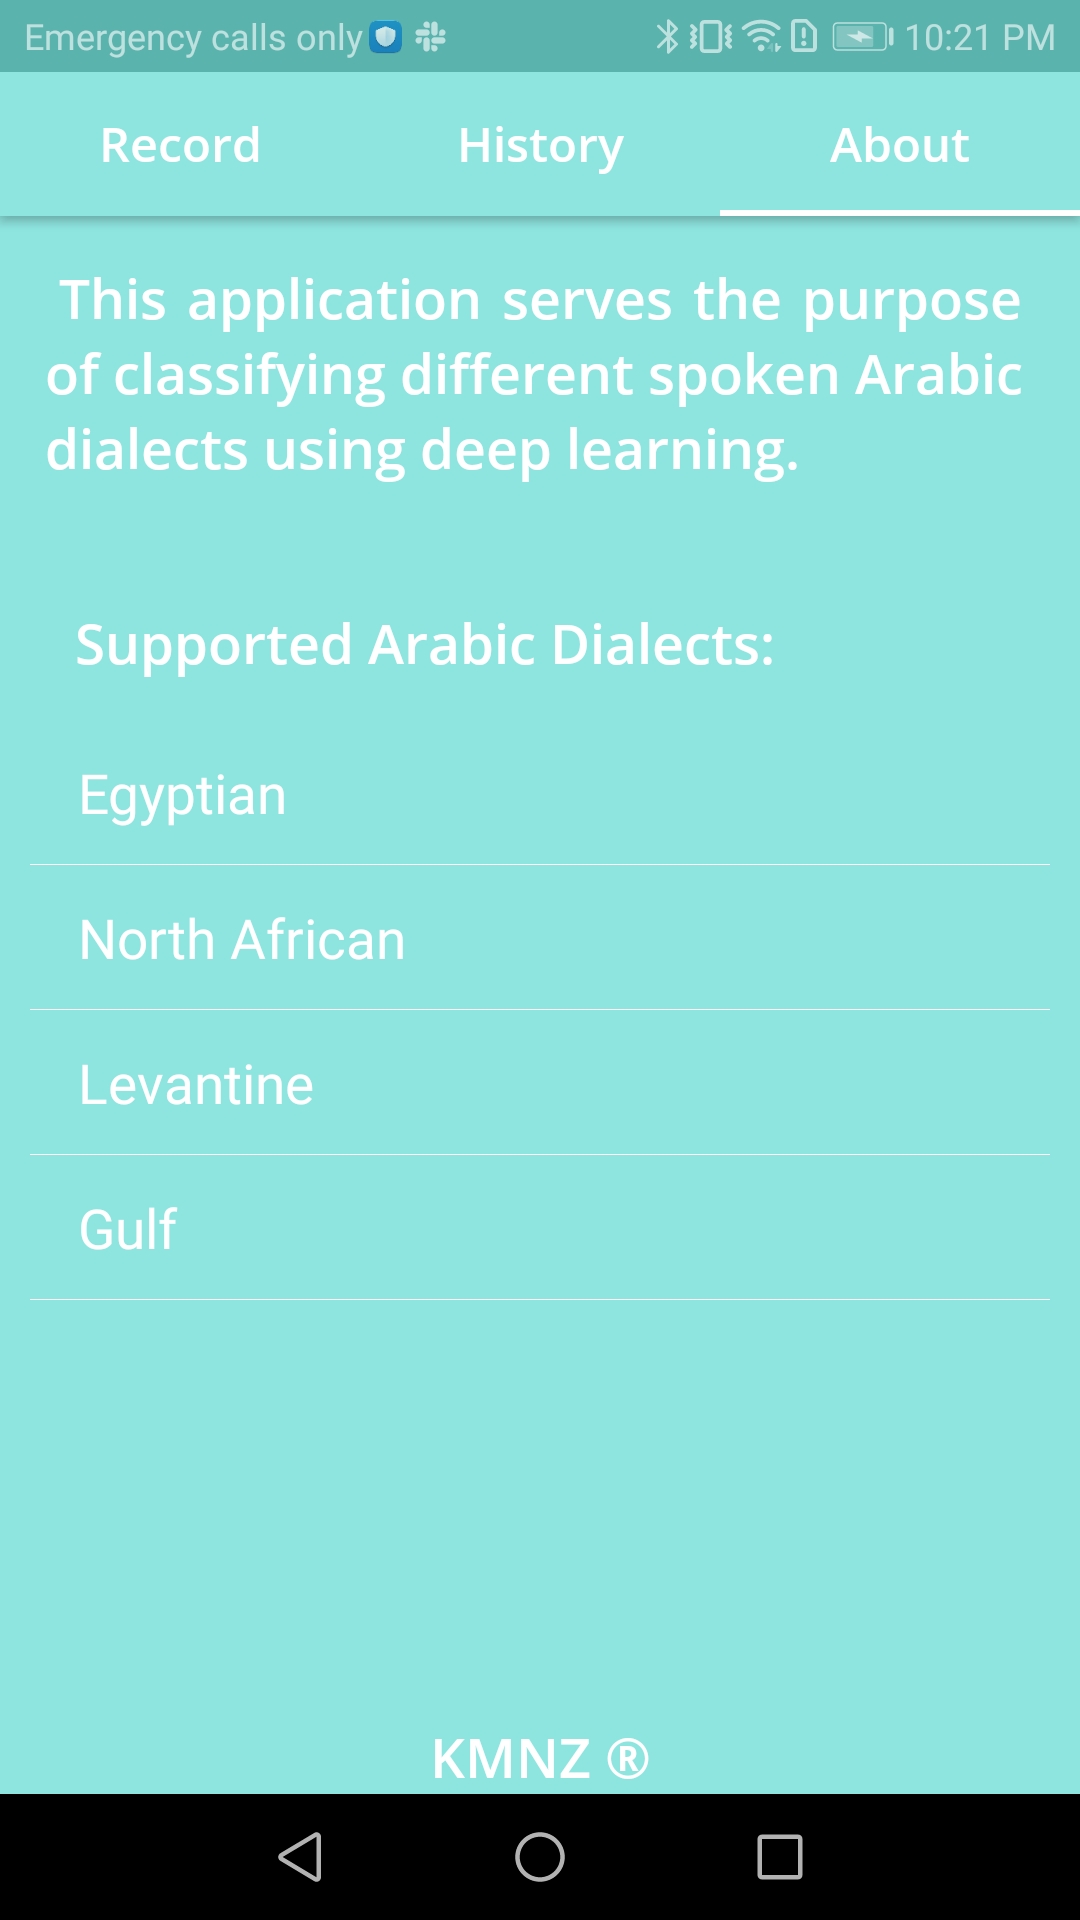 Emergency calls only 10:21 PM
Record History About
This application serves the purpose
of classifying different spoken Arabic
dialects using deep learning.
Supported Arabic Dialects:
Egyptian
North African
Levantine
Gulf
KMNZ ®